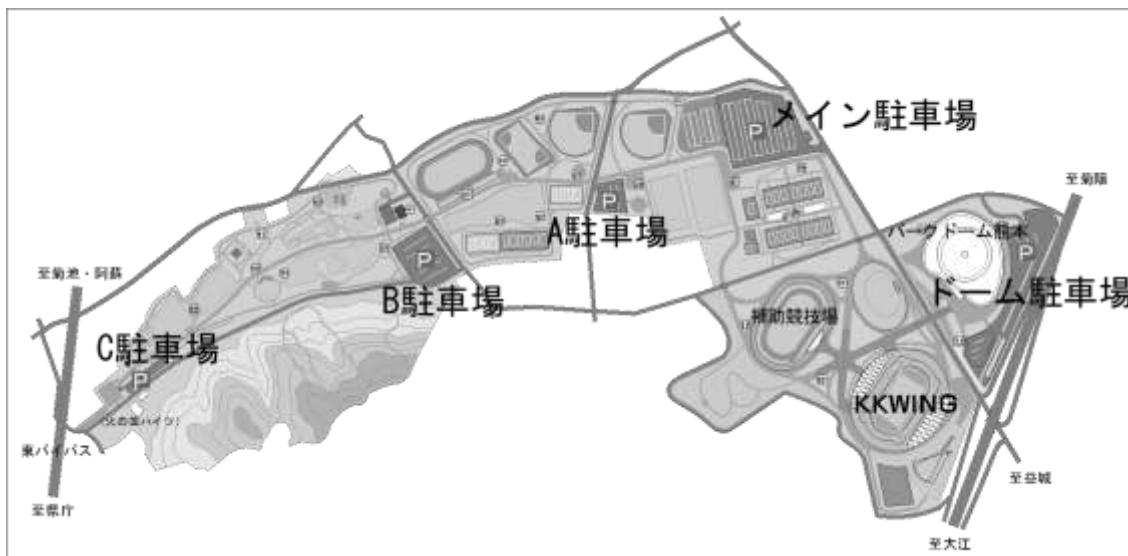 メイン駐車場
P
至菊陽
A駐車場
P
パークドーム熊本
P
至菊池・阿蘇
P
B駐車場
ドーム駐車場
補助競技場
C駐車場
P
KKWING
東バイパス
至益城
至県庁
至大江